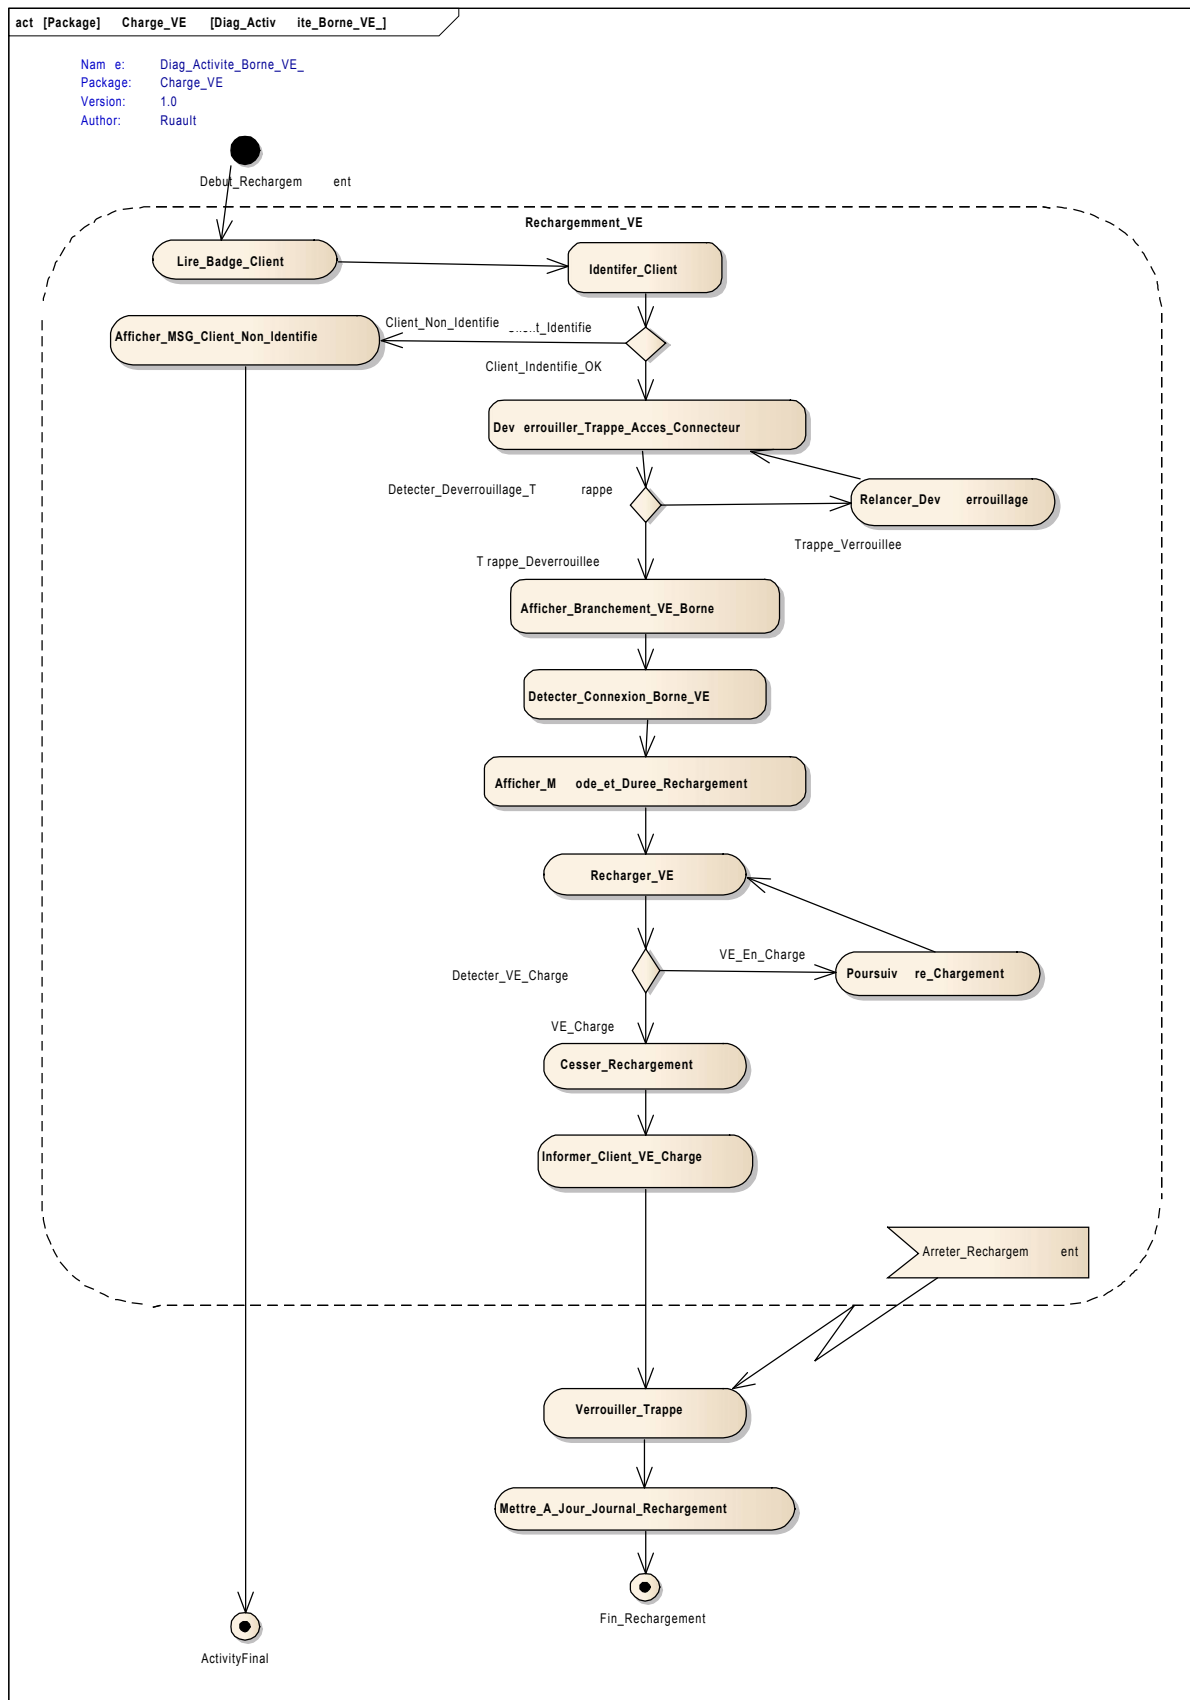 act [Package] Charge_VE [Diag_Activ ite_Borne_VE_]
Nam e: Diag_Activite_Borne_VE_
Package: Charge_VE
Version: 1.0
Author: Ruault
Debut_Rechargem ent
Rechargemment_VE
Lire_Badge_Client
Identifer_Client
Afficher_MSG_Client_Non_Identifie
Client_Non_Identifie
Client_Indentifie_OK
Dev errouiller_Trappe_Acces_Connecteur
Detecter_Deverrouillage_T rappe
Relancer_Dev errouillage
Trappe_Verrouillee
T rappe_Deverrouillee
Afficher_Branchement_VE_Borne
Detecter_Connexion_Borne_VE
Afficher_M ode_et_Duree_Rechargement
Recharger_VE
VE_En_Charge
Detecter_VE_Charge
Poursuiv re_Chargement
VE_Charge
Cesser_Rechargement
Informer_Client_VE_Charge
Arreter_Rechargem ent
Verrouiller_Trappe
Mettre_A_Jour_Journal_Rechargement
Fin_Rechargement
ActivityFinal